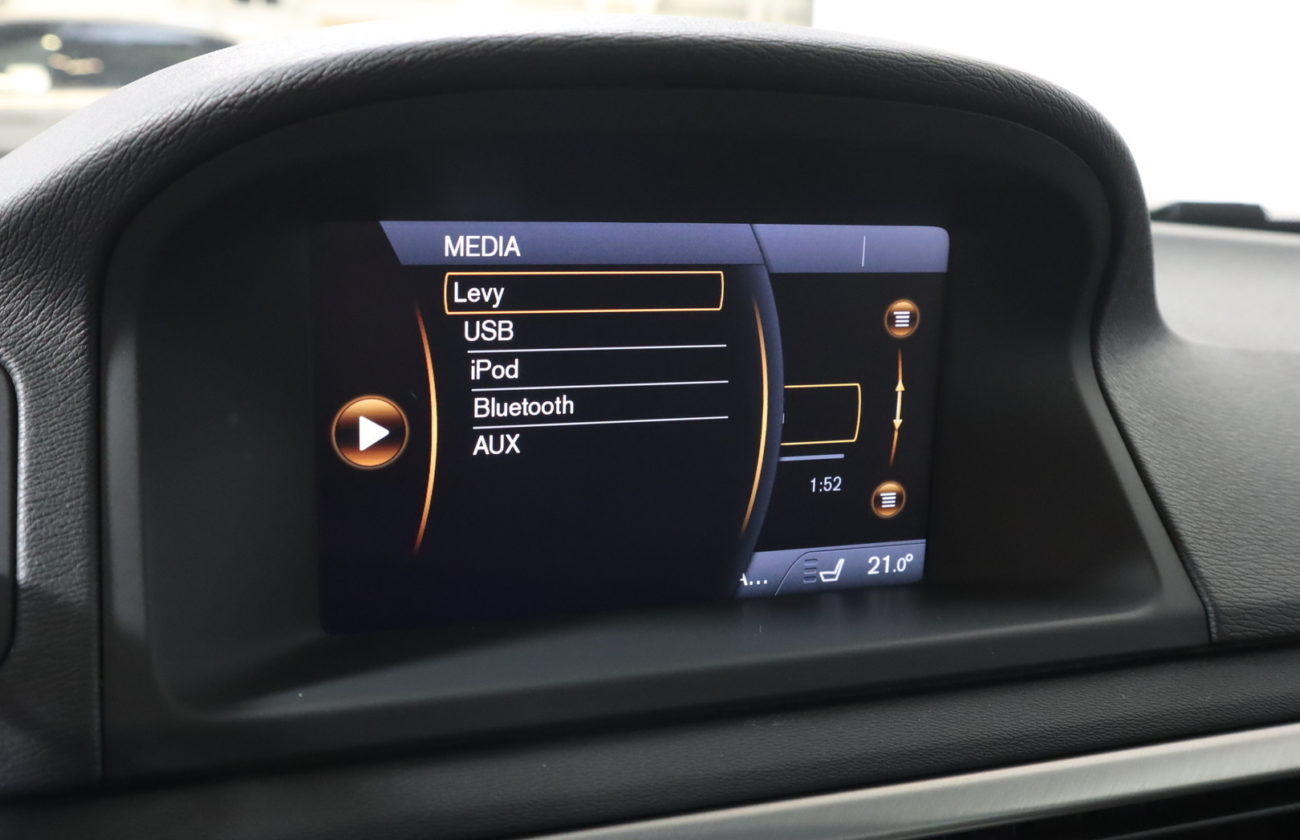 MEDIA
Levy
USB
iPod
Bluetooth
AUX
1:52
21.0°